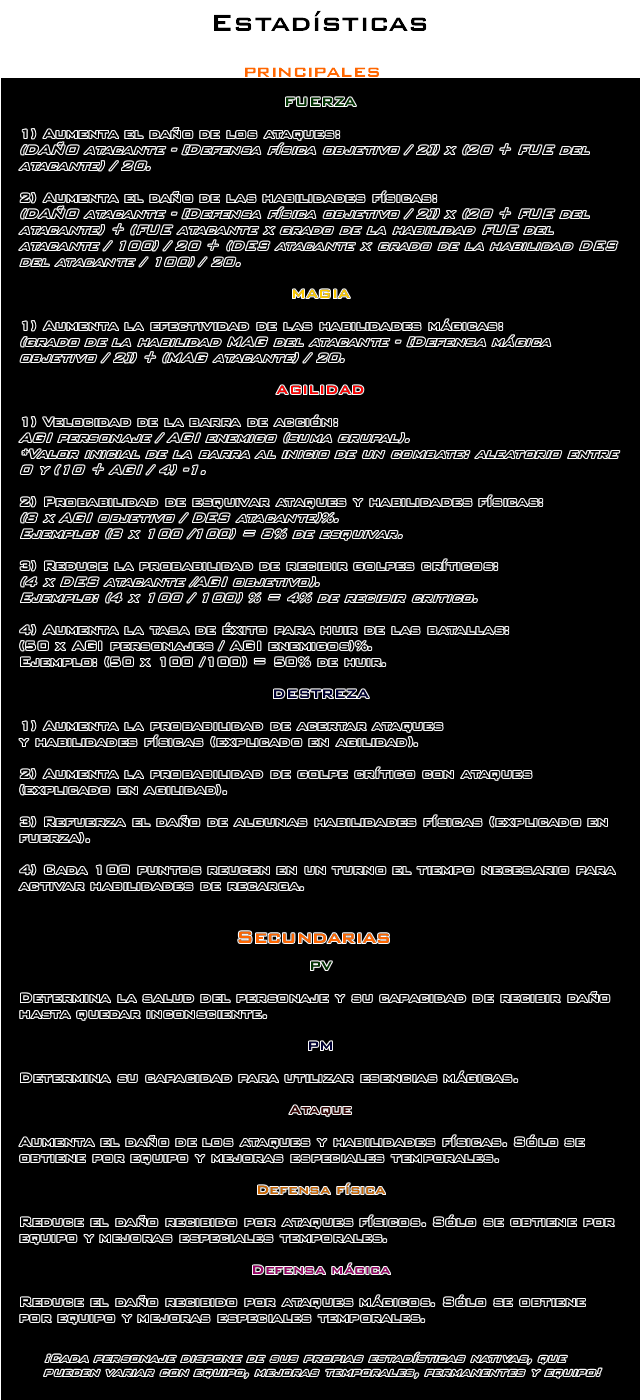 Estadísticas
PRINCIPALES
FUERZA
1) Aumenta el daño de los ataques:
(DAÑO atacante - [Defensa física objetivo / 2]) x (20 + FUE del
atacante) / 20.
2) Aumenta el daño de las habilidades físicas:
(DAÑO atacante - [Defensa física objetivo / 2]) x (20 + FUE del
atacante) + (FUE atacante x grado de la habilidad FUE del
atacante / 100) / 20 + (DES atacante x grado de la habilidad DES
del atacante / 100) / 20.
MAGIA
1) Aumenta la efectividad de las habilidades mágicas:
(grado de la habilidad MAG del atacante - [Defensa mágica
objetivo / 2]) + (MAG atacante) / 20.
AGILIDAD
1) Velocidad de la barra de acción:
AGI personaje / AGI enemigo (suma grupal).
*Valor inicial de la barra al inicio de un combate: aleatorio entre
0 y (10 + AGI / 4) -1.
2) Probabilidad de esquivar ataques y habilidades físicas:
(8 x AGI objetivo / DES atacante)%.
Ejemplo: (8 x 100 /100) = 8% de esquivar.
3) Reduce la probabilidad de recibir golpes críticos:
(4 x DES atacante /AGI objetivo).
Ejemplo: (4 x 100 / 100) % = 4% de recibir critico.
4) Aumenta la tasa de éxito para huir de las batallas:
(50 x AGI personajes / AGI enemigos)%.
Ejemplo: (50 x 100 /100) = 50% de huir.
DESTREZA
1) Aumenta la probabilidad de acertar ataques
y habilidades físicas (explicado en agilidad).
2) Aumenta la probabilidad de golpe crítico con ataques
(explicado en agilidad).
3) Refuerza el daño de algunas habilidades físicas (explicado en
fuerza).
4) Cada 100 puntos reucen en un turno el tiempo necesario para
activar habilidades de recarga.
Secundarias
PV
Determina la salud del personaje y su capacidad de recibir daño
hasta quedar inconsciente.
PM
Determina su capacidad para utilizar esencias mágicas.
Ataque
Aumenta el daño de los ataques y habilidades físicas. Sólo se
obtiene por equipo y mejoras especiales temporales.
Defensa física
Reduce el daño recibido por ataques físicos. Sólo se obtiene por
equipo y mejoras especiales temporales.
Defensa mágica
Reduce el daño recibido por ataques mágicos. Sólo se obtiene
por equipo y mejoras especiales temporales.
¡Cada personaje dispone de sus propias estadísticas nativas, que
pueden variar con equipo, mejoras temporales, permanentes y equipo!